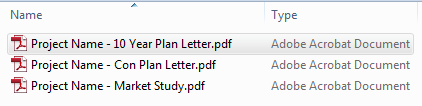 Name Type
Project Name - 10 Year Plan Letter.pdf Adobe Acrobat Document
Project Name - Con Plan Letter.pdf Adobe Acrobat Document
Project Name - Market Study.pdf Adobe Acrobat Document